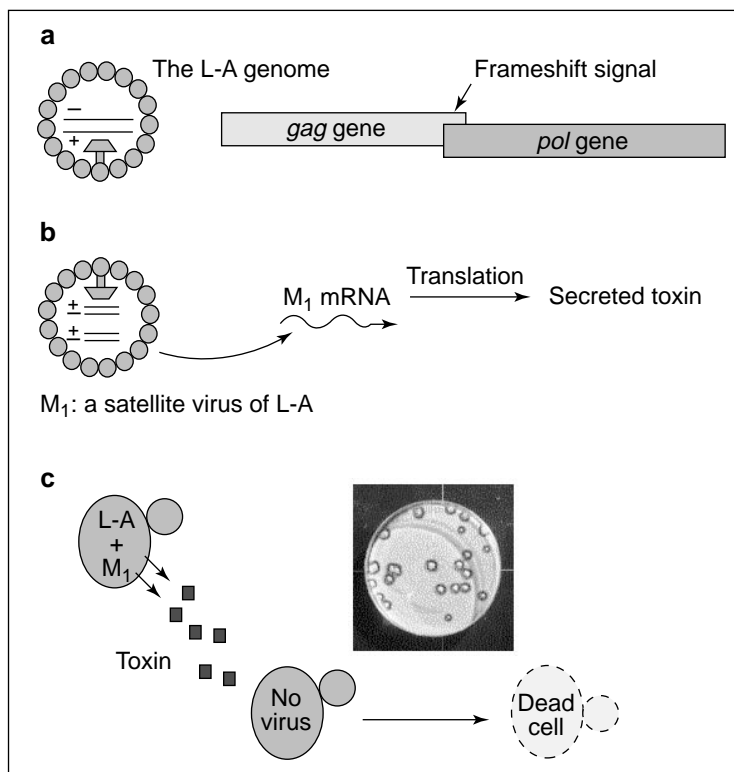 a
The L-A genome
Frameshift signal
–
+
gag gene
pol gene
b
+
–
+
–
M₁ mRNA
Translation
Secreted toxin
M₁: a satellite virus of L-A
c
L-A
+
M₁
Toxin
No
virus
Dead
cell